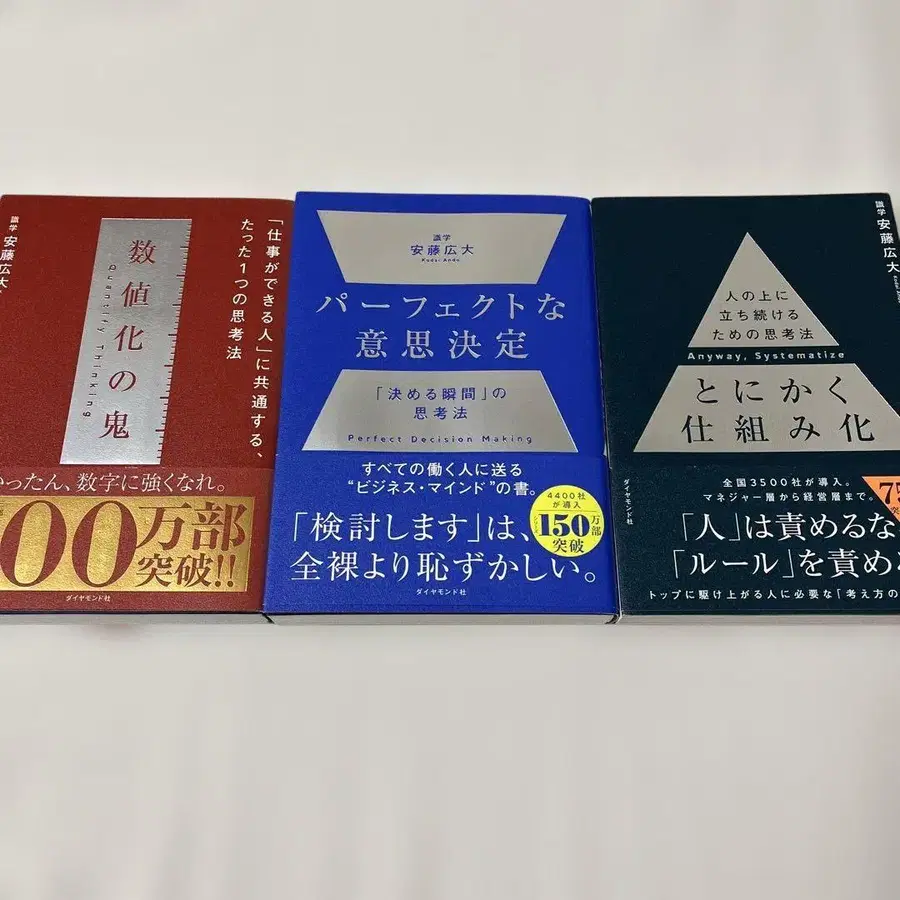 識学 安藤広大
「仕事ができる人」に共通する、
たった1つの思考法
数値化の鬼
Quantity Thinking
ったん、数字に強くなれ。
00万部
突破!!
ダイヤモンド社
識学
安藤広大
Kodai Ando
パーフェクトな
意思決定
「決める瞬間」の
思考法
Perfect Decision Making
すべての働く人に送る
“ビジネス・マインド”の書。
4400社
が導入
150万部
突破
「検討します」は、
全裸より恥ずかしい。
ダイヤモンド社
識学 安藤広大
人の上に
立ち続ける
ための思考法
Anyway, Systematize
とにかく
仕組み化
ダイヤモンド社
全国3500社が導入。
マネジャー層から経営層まで。
「人」は責めるな
「ルール」を責め
トップに駆け上がる人に必要な「考え方の